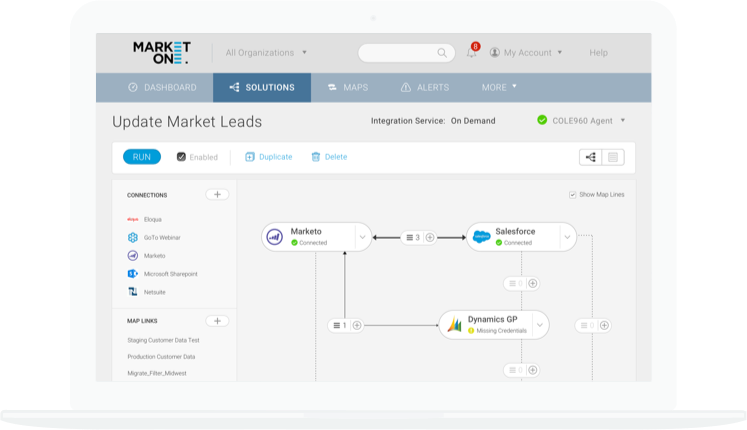 MARKET
ONE.
All Organizations
8
My Account
Help
DASHBOARD
SOLUTIONS
MAPS
ALERTS
MORE
Update Market Leads
Integration Service: On Demand
COLE960 Agent
RUN
Enabled
Duplicate
Delete
CONNECTIONS
Show Map Lines
Eloqua
GoTo Webinar
Marketo
Microsoft Sharepoint
Netsuite
Marketo
Connected
3
Salesforce
salesforce
Connected
0
1
Dynamics GP
Missing Credentials
0
0
MAP LINKS
Staging Customer Data Test
Production Customer Data
Migrate_Filter_Midwest